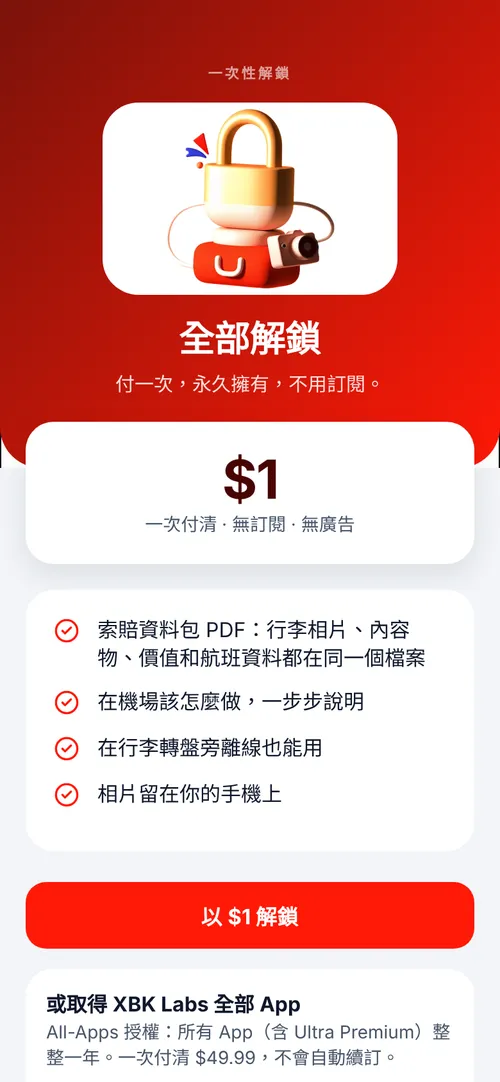 一次性解鎖
全部解鎖
付一次，永久擁有，不用訂閱。
$1
一次付清 · 無訂閱 · 無廣告
索賠資料包 PDF：行李相片、內容
物、價值和航班資料都在同一個檔案
在機場該怎麼做，一步步說明
在行李轉盤旁離線也能用
相片留在你的手機上
以 $1 解鎖
或取得 XBK Labs 全部 App
All-Apps 授權：所有 App（含 Ultra Premium）整
整一年。一次付清 $49.99，不會自動續訂。